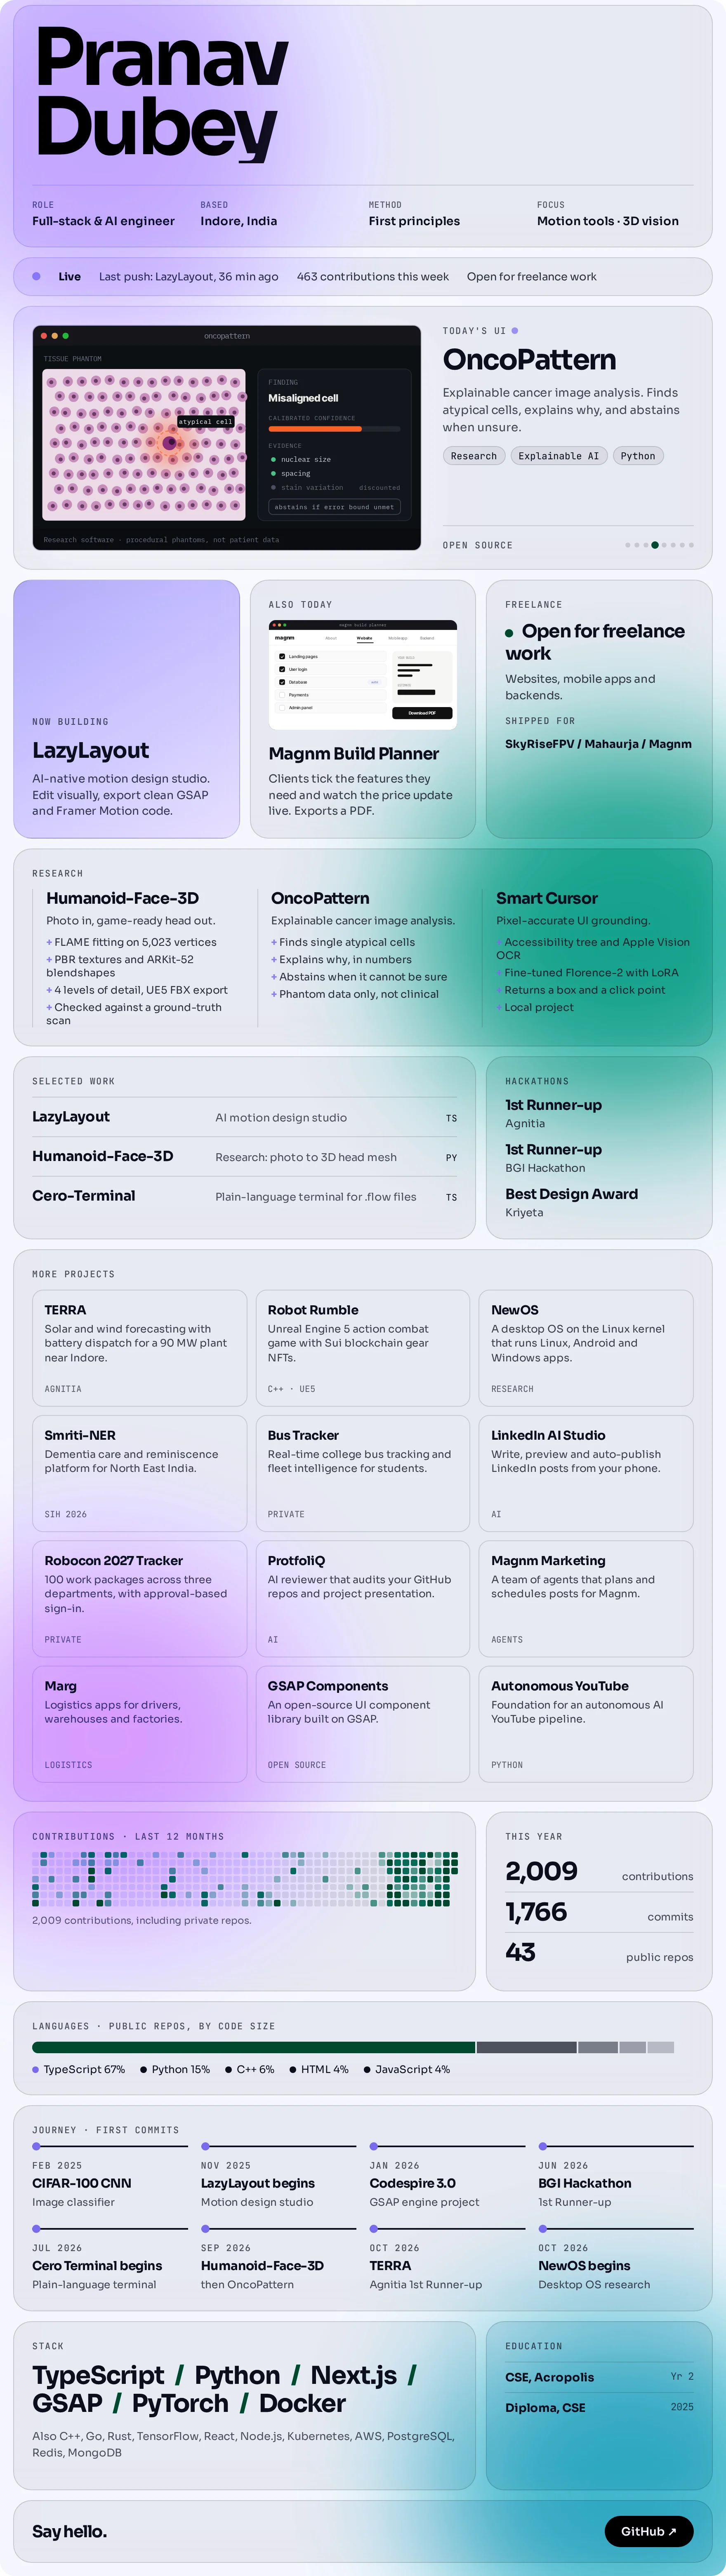 Pranav
Dubey
ROLE
Full-stack & AI engineer
BASED
Indore, India
METHOD
First principles
FOCUS
Motion tools · 3D vision
Live
Last push: LazyLayout, 36 min ago
463 contributions this week
Open for freelance work
oncopattern
TISSUE PHANTOM
atypical cell
FINDING
Misaligned cell
CALIBRATED CONFIDENCE
EVIDENCE
nuclear size
spacing
stain variation discounted
abstains if error bound unmet
Research software · procedural phantoms, not patient data
TODAY'S UI
OncoPattern
Explainable cancer image analysis. Finds
atypical cells, explains why, and abstains
when unsure.
Research
Explainable AI
Python
OPEN SOURCE
NOW BUILDING
LazyLayout
AI-native motion design studio.
Edit visually, export clean GSAP
and Framer Motion code.
ALSO TODAY
magnm build planner
magnm
About
Website
Mobile app
Backend
Landing pages
User login
Database
Payments
Admin panel
Download PDF
Magnm Build Planner
Clients tick the features they
need and watch the price update
live. Exports a PDF.
FREELANCE
Open for freelance
work
Websites, mobile apps and
backends.
SHIPPED FOR
SkyRiseFPV / Mahaurja / Magnm
RESEARCH
Humanoid-Face-3D
Photo in, game-ready head out.
+ FLAME fitting on 5,023 vertices
+ PBR textures and ARKit-52
blendshapes
+ 4 levels of detail, UE5 FBX export
+ Checked against a ground-truth
scan
OncoPattern
Explainable cancer image analysis.
+ Finds single atypical cells
+ Explains why, in numbers
+ Abstains when it cannot be sure
+ Phantom data only, not clinical
Smart Cursor
Pixel-accurate UI grounding.
+ Accessibility tree and Apple Vision
OCR
+ Fine-tuned Florence-2 with LoRA
+ Returns a box and a click point
+ Local project
SELECTED WORK
LazyLayout AI motion design studio TS
Humanoid-Face-3D Research: photo to 3D head mesh PY
Cero-Terminal Plain-language terminal for .flow files TS
HACKATHONS
1st Runner-up
Agnitia
1st Runner-up
BGI Hackathon
Best Design Award
Kriyeta
MORE PROJECTS
TERRA
Solar and wind forecasting with
battery dispatch for a 90 MW plant
near Indore.
AGNITIA
Robot Rumble
Unreal Engine 5 action combat
game with Sui blockchain gear
NFTs.
C++ · UE5
NewOS
A desktop OS on the Linux kernel
that runs Linux, Android and
Windows apps.
RESEARCH
Smriti-NER
Dementia care and reminiscence
platform for North East India.
SIH 2026
Bus Tracker
Real-time college bus tracking and
fleet intelligence for students.
PRIVATE
LinkedIn AI Studio
Write, preview and auto-publish
LinkedIn posts from your phone.
AI
Robocon 2027 Tracker
100 work packages across three
departments, with approval-based
sign-in.
PRIVATE
ProtfoliQ
AI reviewer that audits your GitHub
repos and project presentation.
AI
Magnm Marketing
A team of agents that plans and
schedules posts for Magnm.
AGENTS
Marg
Logistics apps for drivers,
warehouses and factories.
LOGISTICS
GSAP Components
An open-source UI component
library built on GSAP.
OPEN SOURCE
Autonomous YouTube
Foundation for an autonomous AI
YouTube pipeline.
PYTHON
CONTRIBUTIONS · LAST 12 MONTHS
2,009 contributions, including private repos.
THIS YEAR
2,009 contributions
1,766 commits
43 public repos
LANGUAGES · PUBLIC REPOS, BY CODE SIZE
TypeScript 67%
Python 15%
C++ 6%
HTML 4%
JavaScript 4%
JOURNEY · FIRST COMMITS
FEB 2025
CIFAR-100 CNN
Image classifier
NOV 2025
LazyLayout begins
Motion design studio
JAN 2026
Codespire 3.0
GSAP engine project
JUN 2026
BGI Hackathon
1st Runner-up
JUL 2026
Cero Terminal begins
Plain-language terminal
SEP 2026
Humanoid-Face-3D
then OncoPattern
OCT 2026
TERRA
Agnitia 1st Runner-up
OCT 2026
NewOS begins
Desktop OS research
STACK
TypeScript / Python / Next.js /
GSAP / PyTorch / Docker
Also C++, Go, Rust, TensorFlow, React, Node.js, Kubernetes, AWS, PostgreSQL,
Redis, MongoDB
EDUCATION
CSE, Acropolis Yr 2
Diploma, CSE 2025
Say hello.
GitHub ↗